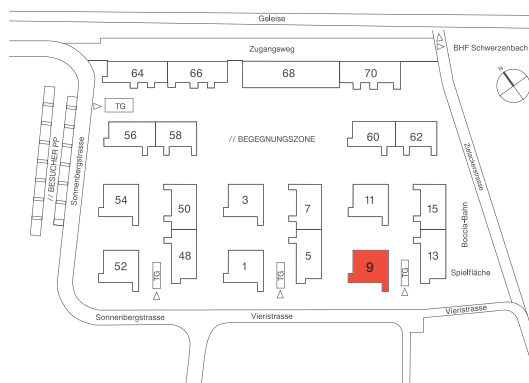 Geleise
Zugangsweg
BHF Schwerzenbach
N
64
66
68
70
TG
// BESUCHER PP
Sonnenbergstrasse
56
58
// BEGEGNUNGSZONE
60
62
Zielackerstrasse
54
50
3
7
11
15
Boccia-Bahn
52
48
1
5
9
13
TG
TG
TG
Spielfläche
Sonnenbergstrasse
Vieristrasse
Vieristrasse